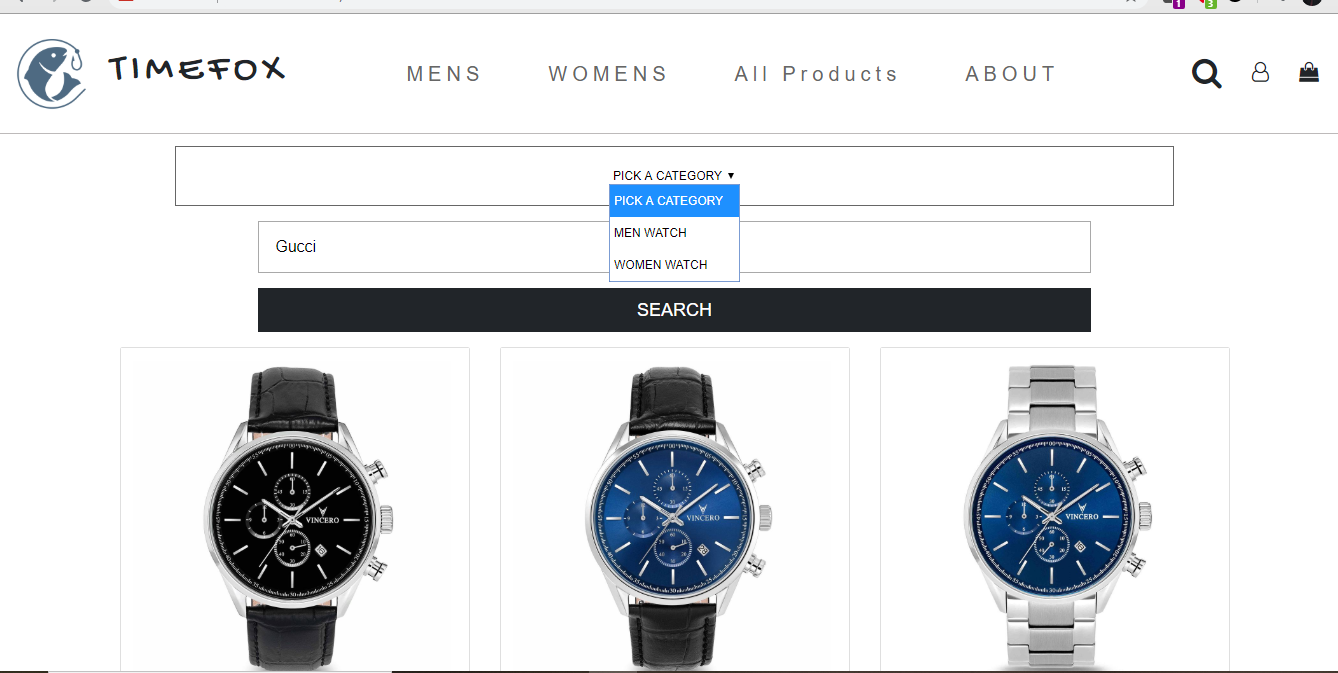 TIMEFOX
MENS WOMENS All Products ABOUT
PICK A CATEGORY ▼
PICK A CATEGORY
MEN WATCH
WOMEN WATCH
Gucci
SEARCH
VINCERO
VINCERO
VINCERO